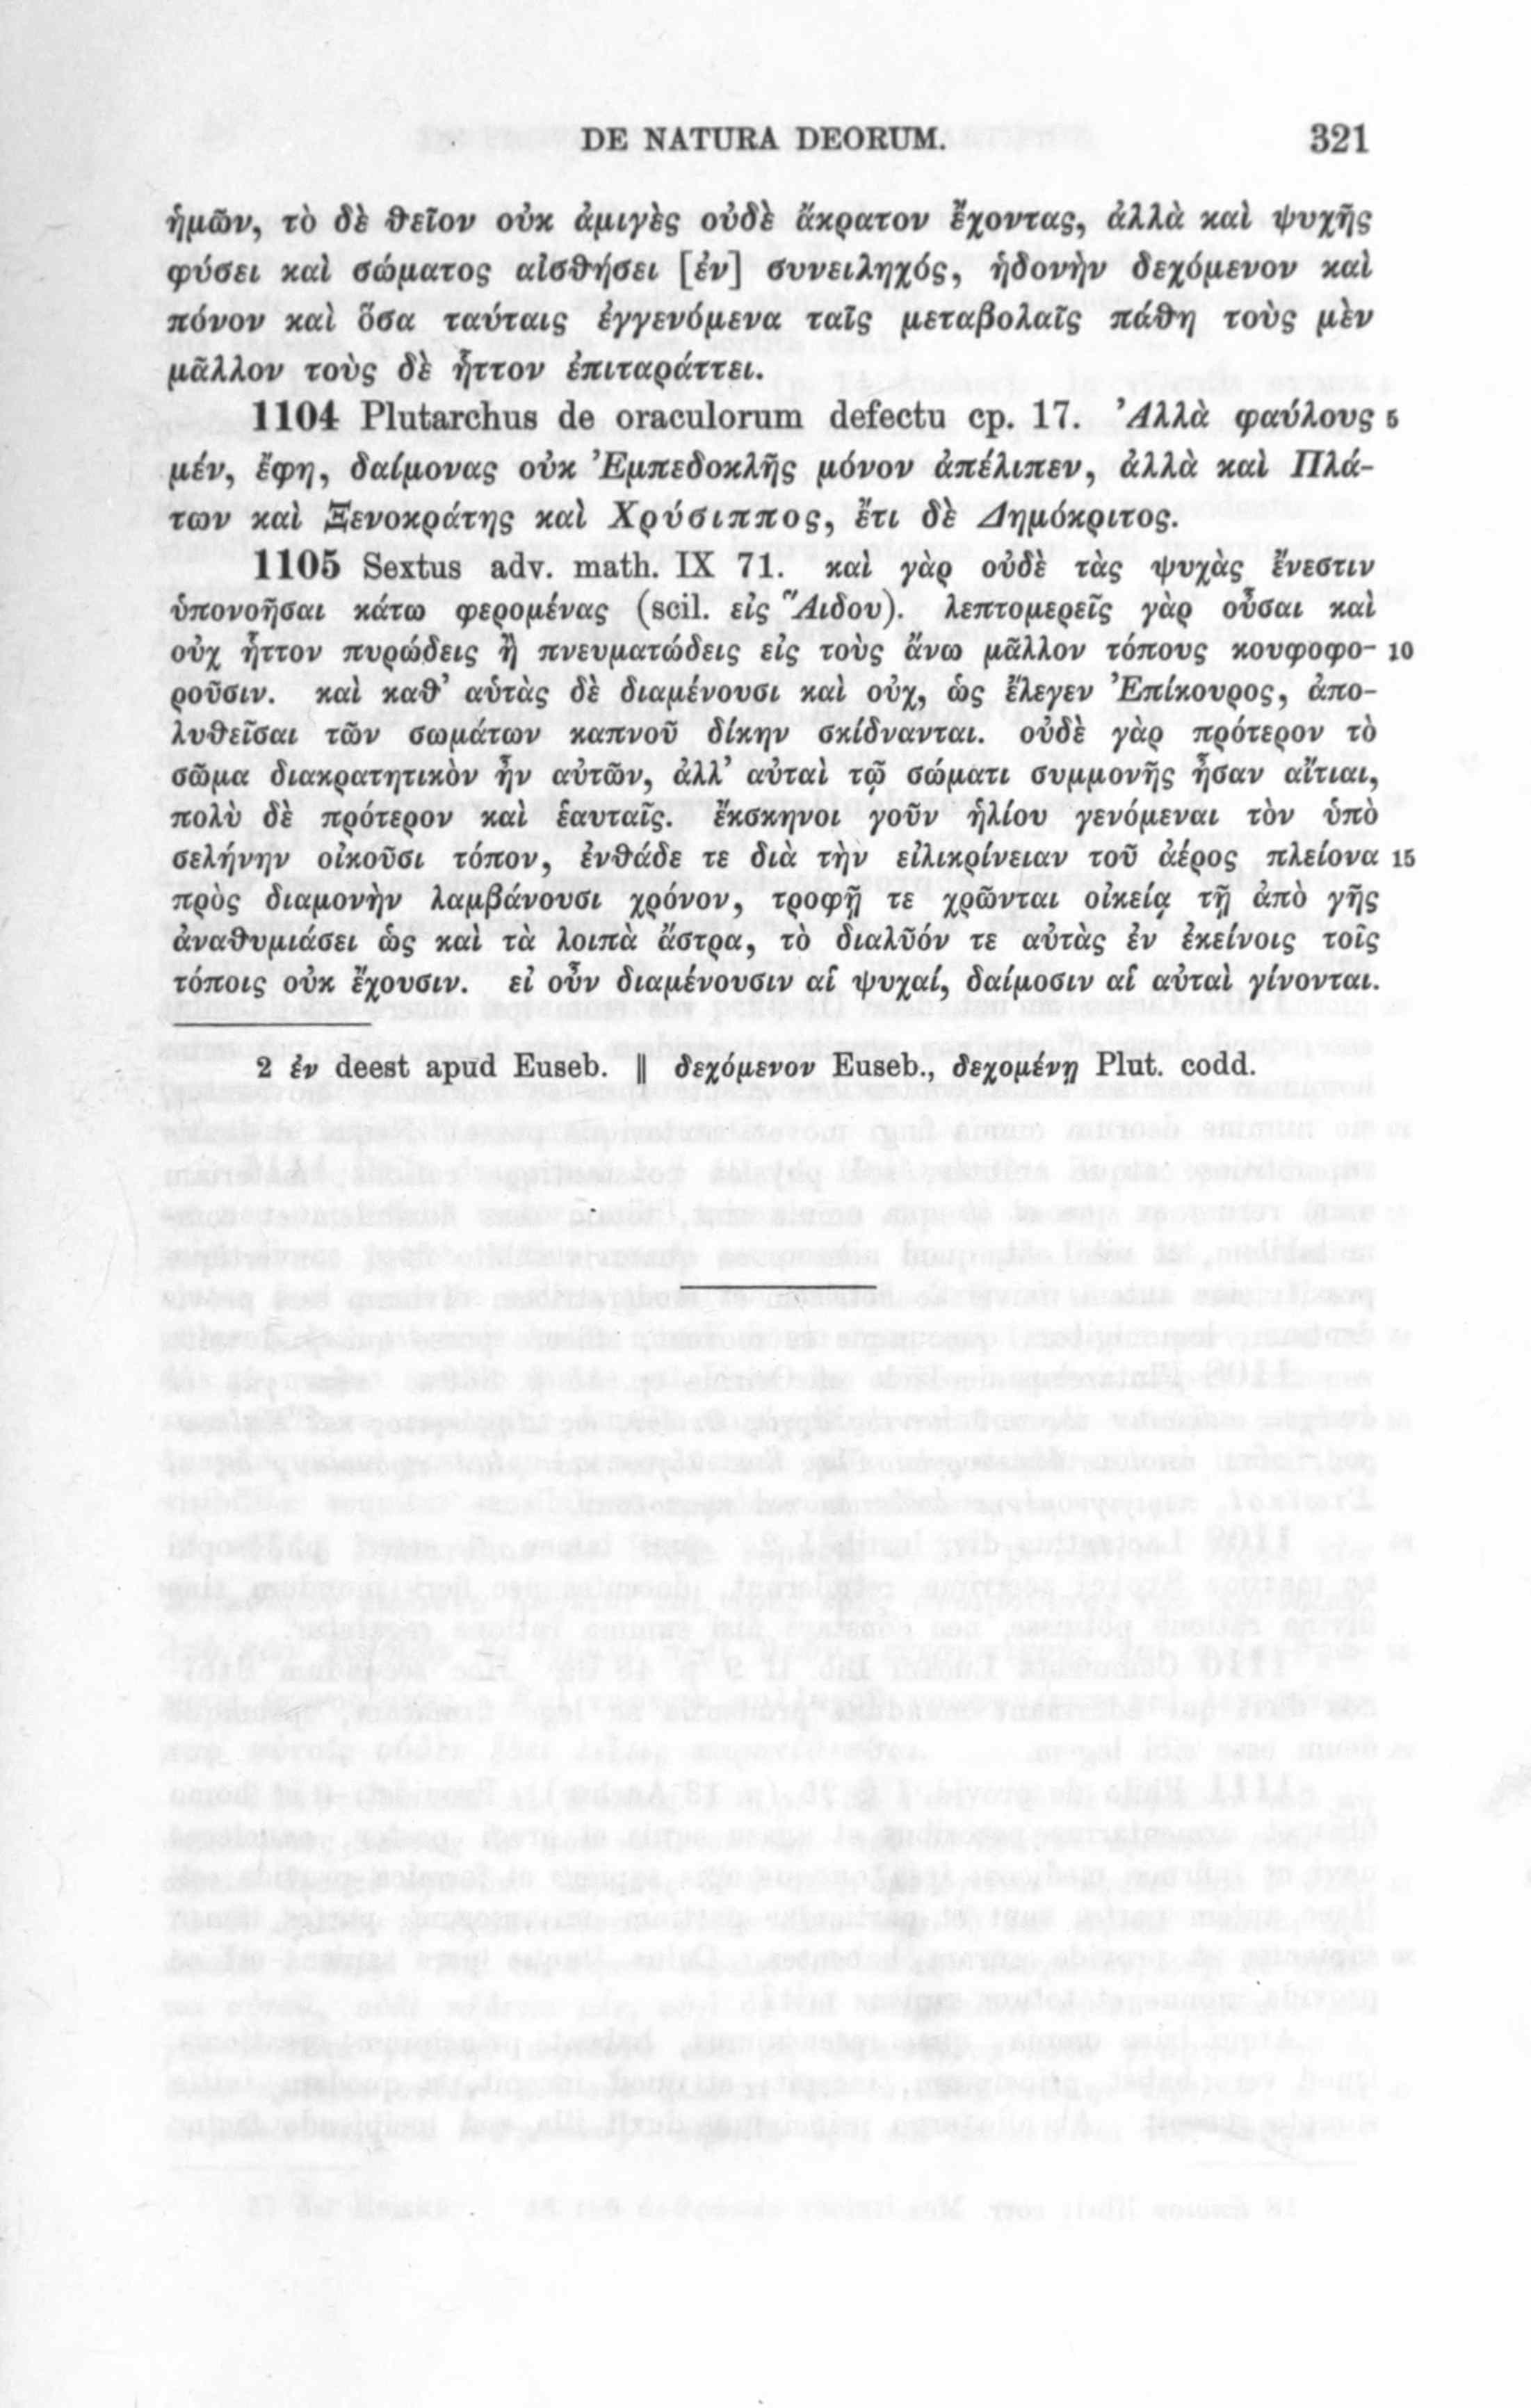 DE NATURA DEORUM. 321
ἡμῶν, τὸ δὲ ϑεῖον οὐκ ἀμιγὲς οὐδὲ ἄκρατον ἔχοντας, ἀλλὰ καὶ ψυχῆς
φύσει καὶ σώματος αἰσϑήσει [ἐν] συνειληχός, ἡδονὴν δεχόμενον καὶ
πόνον καὶ ὅσα ταύταις ἐγγενόμενα ταῖς μεταβολαῖς πάϑη τοὺς μὲν
μᾶλλον τοὺς δὲ ἧττον ἐπιταράττει.
1104 Plutarchus de oraculorum defectu cp. 17. Ἀλλὰ φαύλους 5
μέν, ἔφη, δαίμονας οὐκ Ἐμπεδοκλῆς μόνον ἀπέλιπεν, ἀλλὰ καὶ Πλά-
των καὶ Ξενοκράτης καὶ Χρύσιππος, ἔτι δὲ Δημόκριτος.
1105 Sextus adv. math. IX 71. καὶ γὰρ οὐδὲ τὰς ψυχὰς ἔνεστιν
ὑπονοῆσαι κάτω φερομένας (scil. εἰς Ἅιδου). λεπτομερεῖς γὰρ οὖσαι καὶ
οὐχ ἧττον πυρώδεις ἢ πνευματώδεις εἰς τοὺς ἄνω μᾶλλον τόπους κουφοφο- 10
ροῦσιν. καὶ καϑ’ αὑτὰς δὲ διαμένουσι καὶ οὐχ, ὡς ἔλεγεν Ἐπίκουρος, ἀπο-
λυϑεῖσαι τῶν σωμάτων καπνοῦ δίκην σκίδνανται. οὐδὲ γὰρ πρότερον τὸ
σῶμα διακρατητικὸν ἦν αὐτῶν, ἀλλ’ αὐταὶ τῷ σώματι συμμονῆς ἦσαν αἴτιαι,
πολὺ δὲ πρότερον καὶ ἑαυταῖς. ἔκσκηνοι γοῦν ἡλίου γενόμεναι τὸν ὑπὸ
σελήνην οἰκοῦσι τόπον, ἐνϑάδε τε διὰ τὴν εἰλικρίνειαν τοῦ ἀέρος πλείονα 15
πρὸς διαμονὴν λαμβάνουσι χρόνον, τροφῇ τε χρῶνται οἰκείᾳ τῇ ἀπὸ γῆς
ἀναϑυμιάσει ὡς καὶ τὰ λοιπὰ ἄστρα, τὸ διαλῦόν τε αὐτὰς ἐν ἐκείνοις τοῖς
τόποις οὐκ ἔχουσιν. εἰ οὖν διαμένουσιν αἱ ψυχαί, δαίμοσιν αἱ αὐταὶ γίνονται.
2 ἐν deest apud Euseb. || δεχόμενον Euseb., δεχομένῃ Plut. codd.